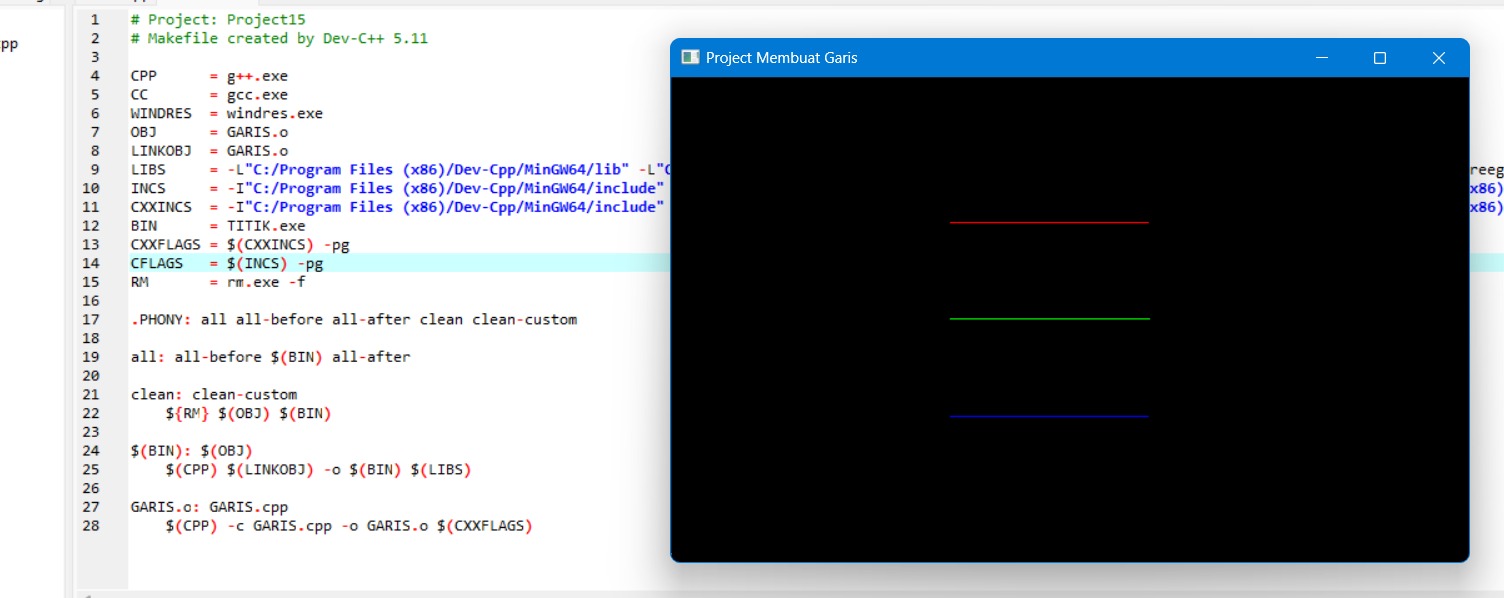 pp
1 # Project: Project15
2 # Makefile created by Dev-C++ 5.11
3
4 CPP      = g++.exe
5 CC       = gcc.exe
6 WINDRES  = windres.exe
7 OBJ      = GARIS.o
8 LINKOBJ  = GARIS.o
9 LIBS     = -L"C:/Program Files (x86)/Dev-Cpp/MinGW64/lib" -L"C reeg
10 INCS     = -I"C:/Program Files (x86)/Dev-Cpp/MinGW64/include" x86)
11 CXXINCS  = -I"C:/Program Files (x86)/Dev-Cpp/MinGW64/include" x86)
12 BIN      = TITIK.exe
13 CXXFLAGS = $(CXXINCS) -pg
14 CFLAGS   = $(INCS) -pg
15 RM       = rm.exe -f
16
17 .PHONY: all all-before all-after clean clean-custom
18
19 all: all-before $(BIN) all-after
20
21 clean: clean-custom
22     ${RM} $(OBJ) $(BIN)
23
24 $(BIN): $(OBJ)
25     $(CPP) $(LINKOBJ) -o $(BIN) $(LIBS)
26
27 GARIS.o: GARIS.cpp
28     $(CPP) -c GARIS.cpp -o GARIS.o $(CXXFLAGS)
Project Membuat Garis